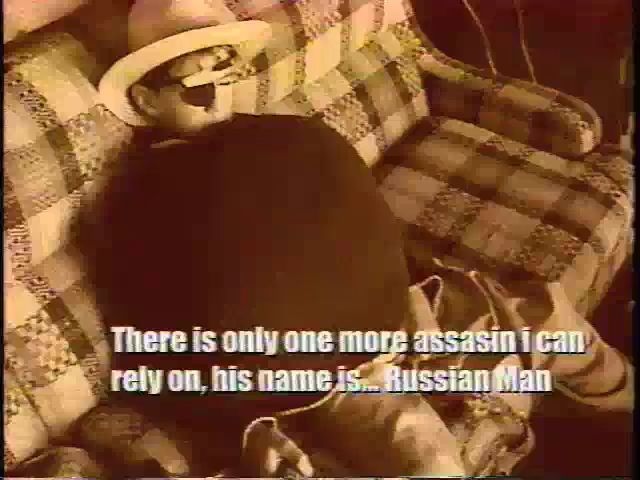 There is only one more assasin i can
rely on, his name is... Russian Man